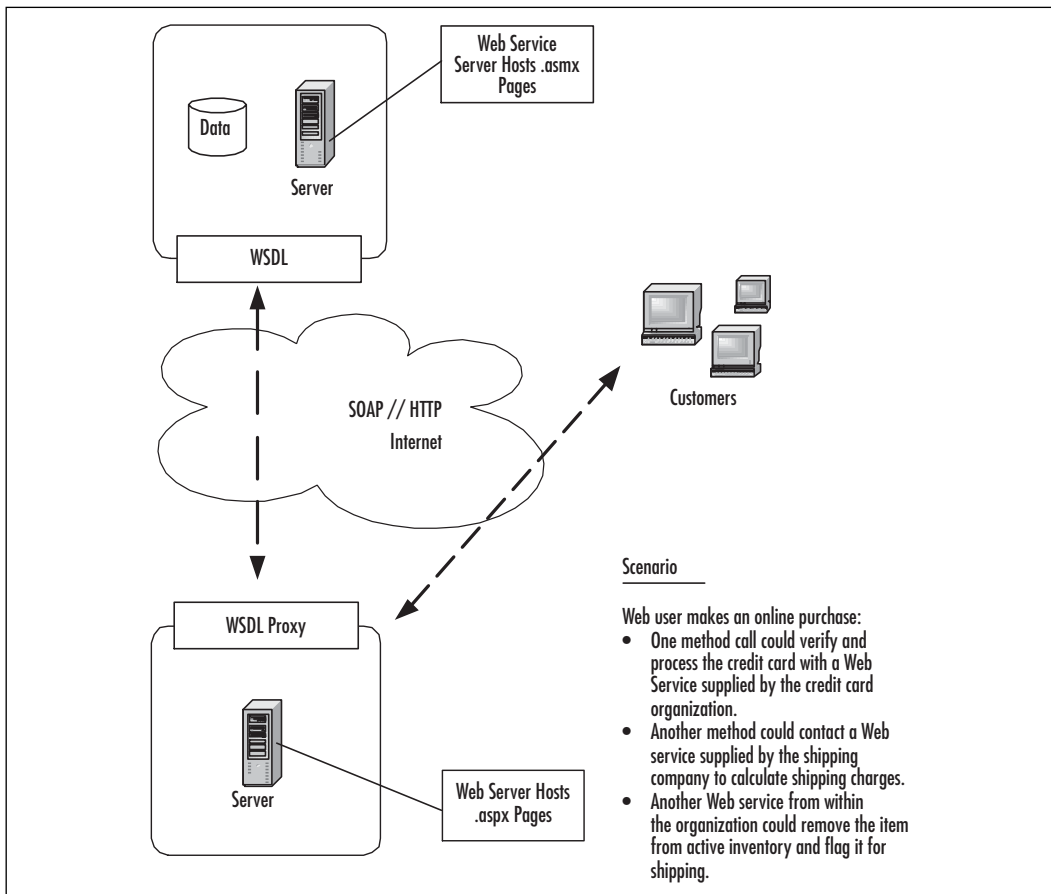 Web Service
Server Hosts .asmx
Pages
Data
Server
WSDL
SOAP // HTTP
Internet
Customers
WSDL Proxy
Server
Web Server Hosts
.aspx Pages
Scenario
Web user makes an online purchase:
• One method call could verify and
process the credit card with a Web
Service supplied by the credit card
organization.
• Another method could contact a Web
service supplied by the shipping
company to calculate shipping charges.
• Another Web service from within
the organization could remove the item
from active inventory and flag it for
shipping.